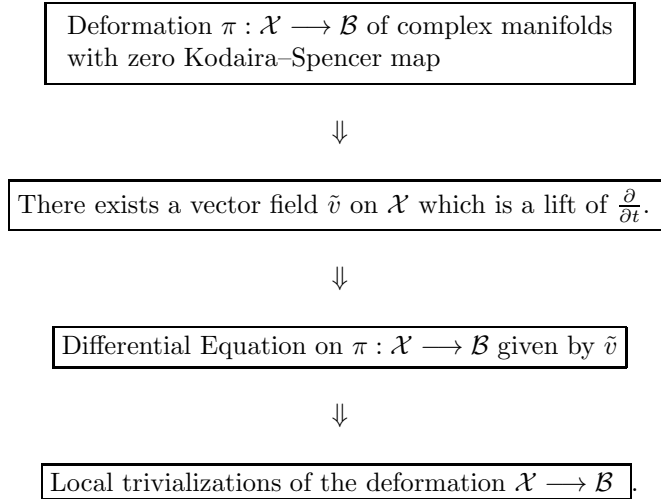 Deformation π : 𝒳 ⟶ ℬ of complex manifolds
with zero Kodaira–Spencer map
⇓
There exists a vector field ṽ on 𝒳 which is a lift of ∂/∂t.
⇓
Differential Equation on π : 𝒳 ⟶ ℬ given by ṽ
⇓
Local trivializations of the deformation 𝒳 ⟶ ℬ .